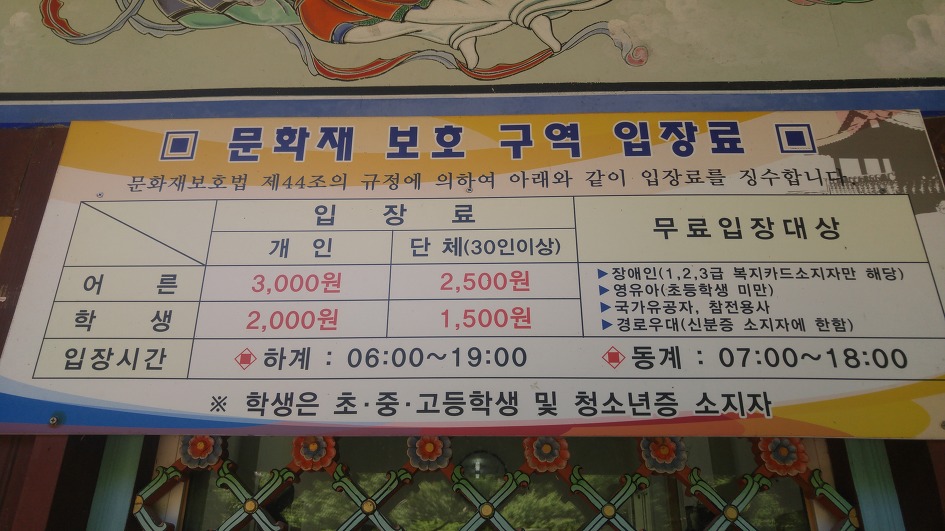 ▣ 문화재 보호 구역 입장료 ▣
문화재보호법 제44조의 규정에 의하여 아래와 같이 입장료를 징수합니다
입 장 료
무료입장대상
개 인
단 체(30인이상)
어 른
3,000원
2,500원
학 생
2,000원
1,500원
▶장애인(1,2,3급 복지카드소지자만 해당)
▶영유아(초등학생 미만)
▶국가유공자, 참전용사
▶경로우대(신분증 소지자에 한함)
입장시간
◈하계 : 06:00~19:00
◈동계 : 07:00~18:00
※ 학생은 초·중·고등학생 및 청소년증 소지자